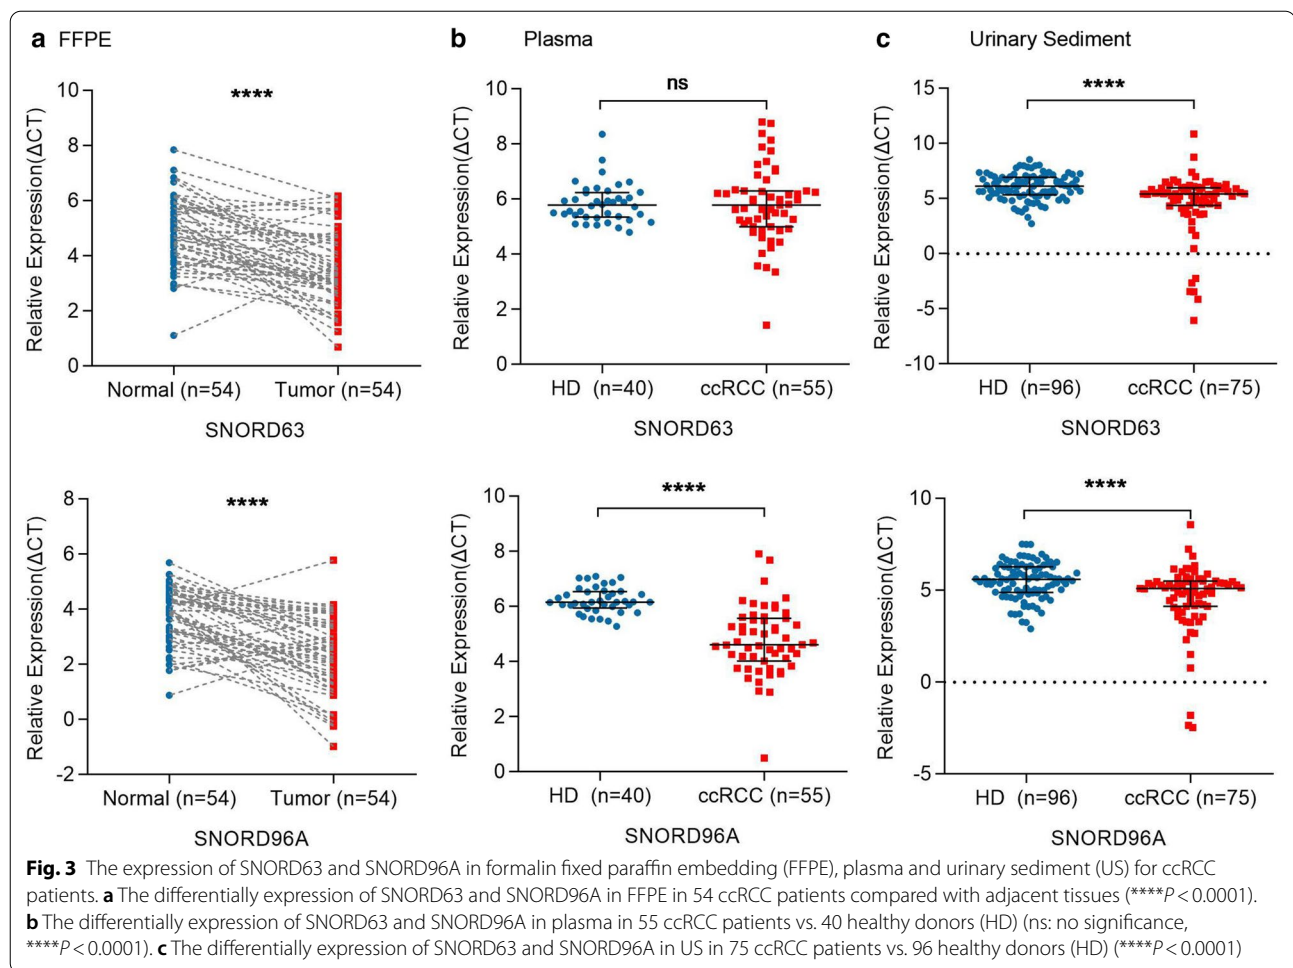 a FFPE
b Plasma
c Urinary Sediment
10
8
6
4
2
0
Relative Expression(ΔCT)
****
Normal (n=54) Tumor (n=54)
SNORD63
10
8
6
4
2
0
Relative Expression(ΔCT)
ns
HD (n=40) ccRCC (n=55)
SNORD63
15
10
5
0
-5
-10
Relative Expression(ΔCT)
****
HD (n=96) ccRCC (n=75)
SNORD63
8
6
4
2
0
-2
Relative Expression(ΔCT)
****
Normal (n=54) Tumor (n=54)
SNORD96A
10
8
6
4
2
0
Relative Expression(ΔCT)
****
HD (n=40) ccRCC (n=55)
SNORD96A
10
5
0
-5
Relative Expression(ΔCT)
****
HD (n=96) ccRCC (n=75)
SNORD96A
Fig. 3 The expression of SNORD63 and SNORD96A in formalin fixed paraffin embedding (FFPE), plasma and urinary sediment (US) for ccRCC
patients. a The differentially expression of SNORD63 and SNORD96A in FFPE in 54 ccRCC patients compared with adjacent tissues (****P < 0.0001).
b The differentially expression of SNORD63 and SNORD96A in plasma in 55 ccRCC patients vs. 40 healthy donors (HD) (ns: no significance,
****P < 0.0001). c The differentially expression of SNORD63 and SNORD96A in US in 75 ccRCC patients vs. 96 healthy donors (HD) (****P < 0.0001)